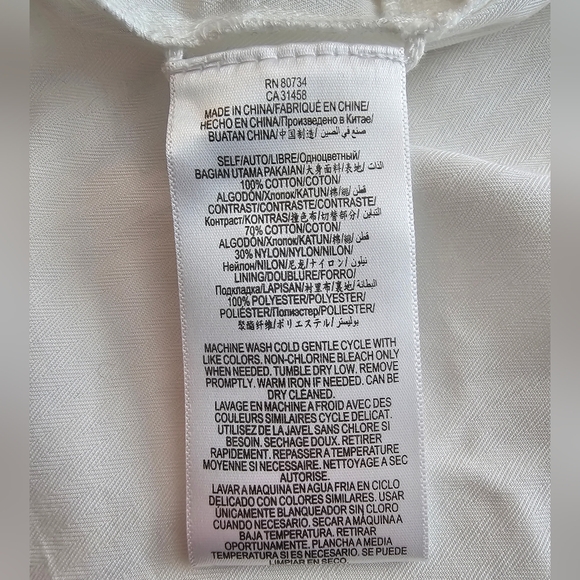 RN 80734
CA 31458
MADE IN CHINA/FABRIQUÉ EN CHINE/
HECHO EN CHINA/Произведено в Китае/
BUATAN CHINA/中国制造/ صنع في الصين/
SELF/AUTO/LIBRE/Одноцветный/
BAGIAN UTAMA PAKAIAN/大身面料/表地/ الذات/
100% COTTON/COTON/
ALGODÓN/Хлопок/KATUN/棉/綿/ قطن/
CONTRAST/CONTRASTE/CONTRASTE/
Контраст/KONTRAS/撞色布/切替部分/ التباين/
70% COTTON/COTON/
ALGODÓN/Хлопок/KATUN/棉/綿/ قطن/
30% NYLON/NYLON/NILON/
Нейлон/NILON/尼龙/ナイロン/ نيلون/
LINING/DOUBLURE/FORRO/
Подкладка/LAPISAN/衬里布/裏地/ البطانة/
100% POLYESTER/POLYESTER/
POLIÉSTER/Полиэстер/POLIESTER/
聚酯纤维/ポリエステル/ بوليستر/
MACHINE WASH COLD GENTLE CYCLE WITH
LIKE COLORS. NON-CHLORINE BLEACH ONLY
WHEN NEEDED. TUMBLE DRY LOW. REMOVE
PROMPTLY. WARM IRON IF NEEDED. CAN BE
DRY CLEANED.
LAVAGE EN MACHINE A FROID AVEC DES
COULEURS SIMILAIRES CYCLE DELICAT.
UTILISEZ DE LA JAVEL SANS CHLORE SI
BESOIN. SECHAGE DOUX. RETIRER
RAPIDEMENT. REPASSER A TEMPERATURE
MOYENNE SI NECESSAIRE. NETTOYAGE A SEC
AUTORISE.
LAVAR A MAQUINA EN AGUA FRIA EN CICLO
DELICADO CON COLORES SIMILARES. USAR
ÚNICAMENTE BLANQUEADOR SIN CLORO
CUANDO NECESARIO. SECAR A MAQUINA A
BAJA TEMPERATURA. RETIRAR
OPORTUNAMENTE. PLANCHA A MEDIA
TEMPERATURA SI ES NECESARIO. SE PUEDE
LIMPIAR EN SECO.